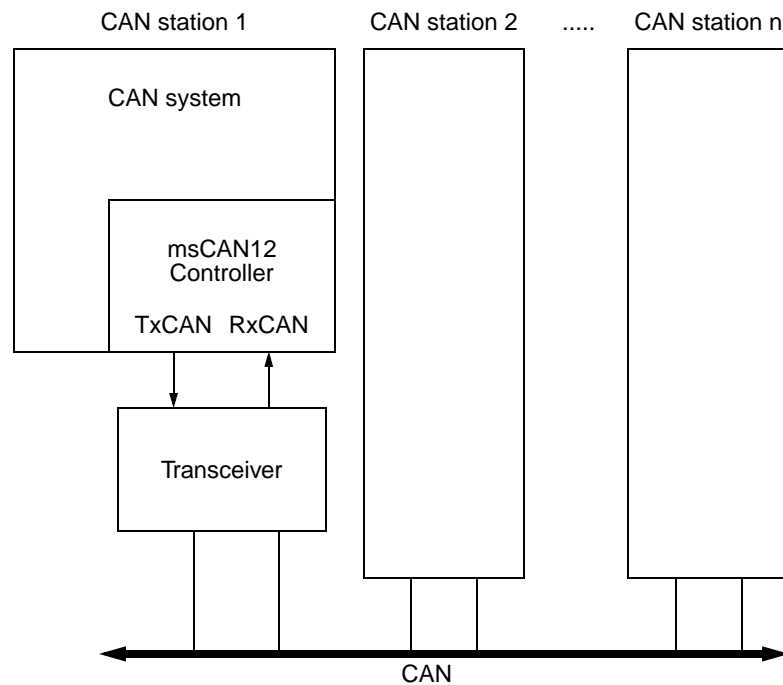 CAN station 1
CAN station 2
.....
CAN station n
CAN system
msCAN12
Controller
TxCAN RxCAN
Transceiver
CAN